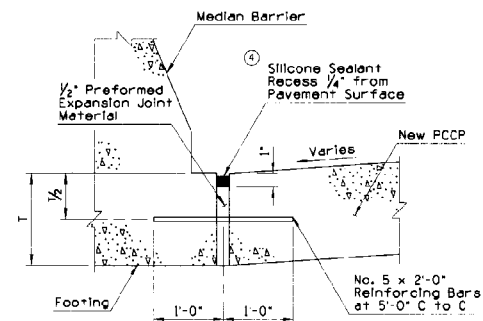 Median Barrier
4
Silicone Sealant
Recess 1/4" from
Pavement Surface
1/2" Preformed
Expansion Joint
Material
1"
Varies
New PCCP
T
T/2
Footing
1'-0"
1'-0"
No. 5 x 2'-0"
Reinforcing Bars
at 5'-0" C to C